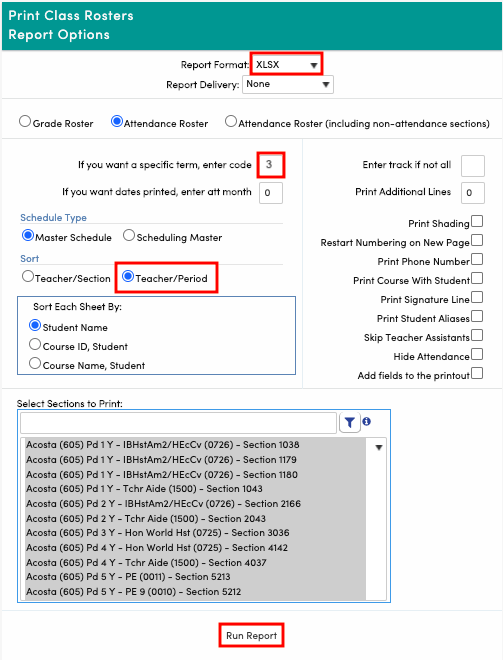 Print Class Rosters
Report Options
Report Format: XLSX
Report Delivery: None
Grade Roster Attendance Roster Attendance Roster (including non-attendance sections)
If you want a specific term, enter code 3
If you want dates printed, enter att month 0
Schedule Type
Master Schedule Scheduling Master
Sort
Teacher/Section Teacher/Period
Sort Each Sheet By:
Student Name
Course ID, Student
Course Name, Student
Enter track if not all
Print Additional Lines 0
Print Shading
Restart Numbering on New Page
Print Phone Number
Print Course With Student
Print Signature Line
Print Student Aliases
Skip Teacher Assistants
Hide Attendance
Add fields to the printout
Select Sections to Print:
Acosta (605) Pd 1 Y - IBHstAm2/HEcCv (0726) - Section 1038
Acosta (605) Pd 1 Y - IBHstAm2/HEcCv (0726) - Section 1179
Acosta (605) Pd 1 Y - IBHstAm2/HEcCv (0726) - Section 1180
Acosta (605) Pd 1 Y - Tchr Aide (1500) - Section 1043
Acosta (605) Pd 2 Y - IBHstAm2/HEcCv (0726) - Section 2166
Acosta (605) Pd 2 Y - Tchr Aide (1500) - Section 2043
Acosta (605) Pd 3 Y - Hon World Hst (0725) - Section 3036
Acosta (605) Pd 4 Y - Hon World Hst (0725) - Section 4142
Acosta (605) Pd 4 Y - Tchr Aide (1500) - Section 4037
Acosta (605) Pd 5 Y - PE (0011) - Section 5213
Acosta (605) Pd 5 Y - PE 9 (0010) - Section 5212
Run Report